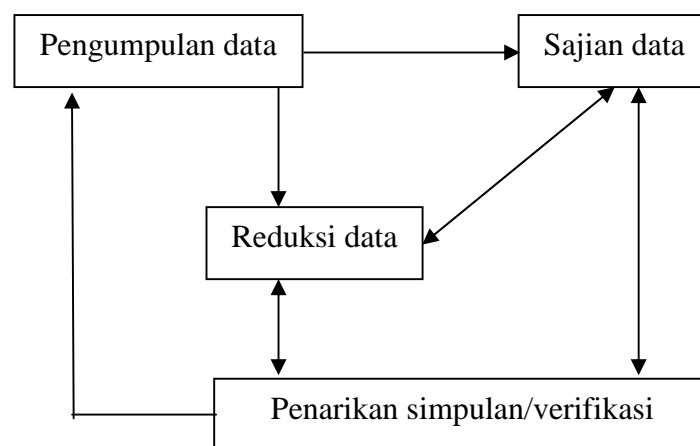 Pengumpulan data
Sajian data
Reduksi data
Penarikan simpulan/verifikasi